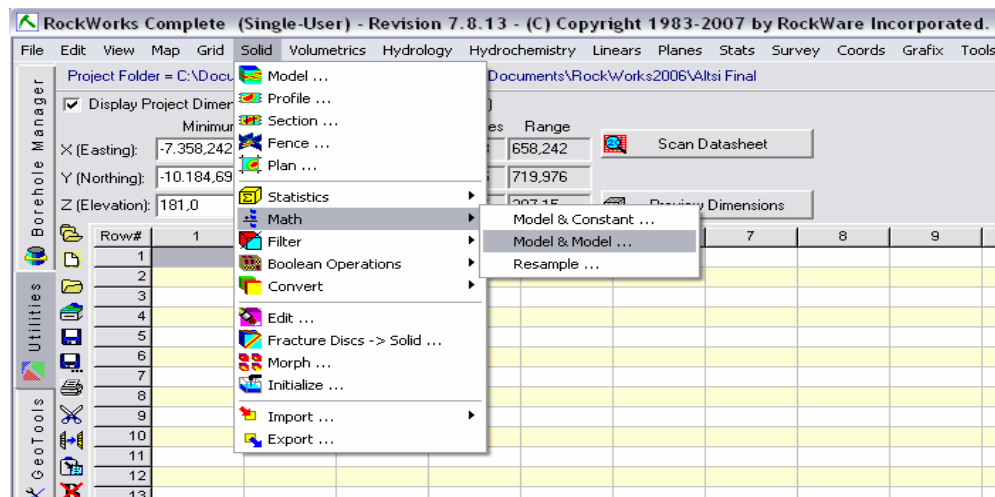 RockWorks Complete (Single-User) - Revision 7.8.13 - (C) Copyright 1983-2007 by RockWare Incorporated.
File Edit View Map Grid Solid Volumetrics Hydrology Hydrochemistry Linears Planes Stats Survey Coords Grafix Tools
Project Folder = C:\Docu Documents\RockWorks2006\Altsi Final
Display Project Dimen
Minimu es Range
X (Easting): -7.358,242 658,242 Scan Datasheet
Y (Northing): -10.184,69 719,976
Z (Elevation): 181,0 Preview Dimensions
Row# 1 7 8 9
1
2
3
4
5
6
7
8
9
10
11
12
13
Model ...
Profile ...
Section ...
Fence ...
Plan ...
Statistics
Math
Filter
Boolean Operations
Convert
Edit ...
Fracture Discs -> Solid ...
Morph ...
Initialize ...
Import ...
Export ...
Model & Constant ...
Model & Model ...
Resample ...
Borehole Manager
Utilities
GeoTools